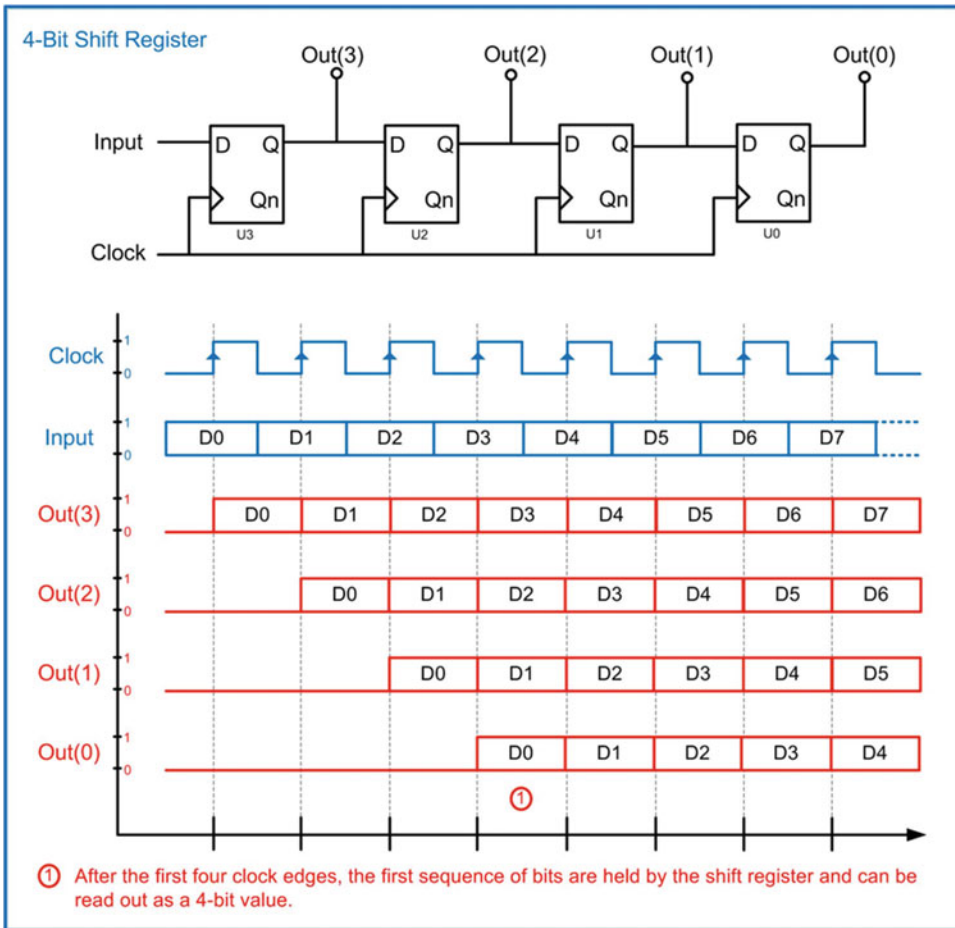 4-Bit Shift Register
Out(3) Out(2) Out(1) Out(0)
Input D Q D Q D Q D Q
Qn Qn Qn Qn
U3 U2 U1 U0
Clock
Clock 1
0
Input 1 D0 D1 D2 D3 D4 D5 D6 D7
0
Out(3) 1 D0 D1 D2 D3 D4 D5 D6 D7
0
Out(2) 1 D0 D1 D2 D3 D4 D5 D6
0
Out(1) 1 D0 D1 D2 D3 D4 D5
0
Out(0) 1 D0 D1 D2 D3 D4
0
1
1 After the first four clock edges, the first sequence of bits are held by the shift register and can be
read out as a 4-bit value.